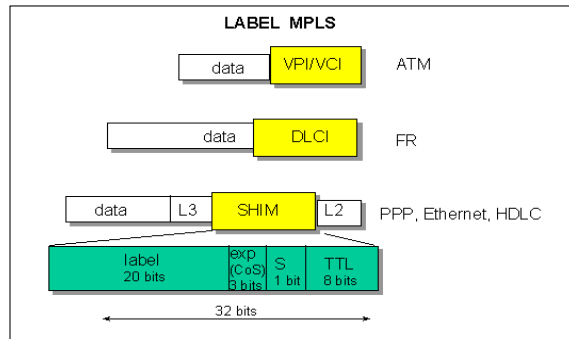 LABEL MPLS
data VPI/VCI ATM
data DLCI FR
data L3 SHIM L2 PPP, Ethernet, HDLC
label 20 bits
exp (CoS) 3 bits
S 1 bit
TTL 8 bits
32 bits